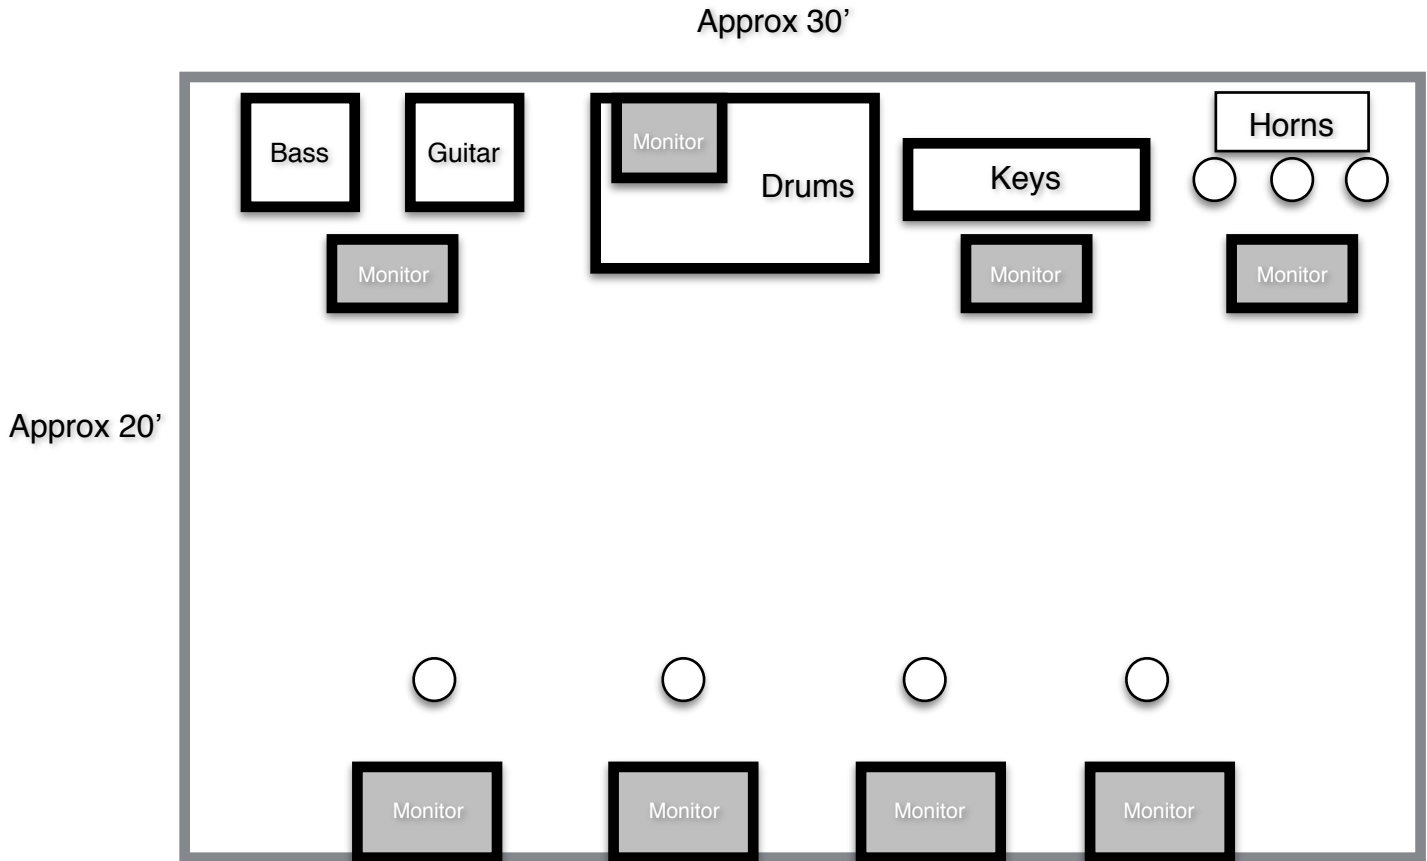 Approx 30’
Bass
Guitar
Monitor
Drums
Keys
Horns
Monitor
Monitor
Monitor
Approx 20’
Monitor
Monitor
Monitor
Monitor